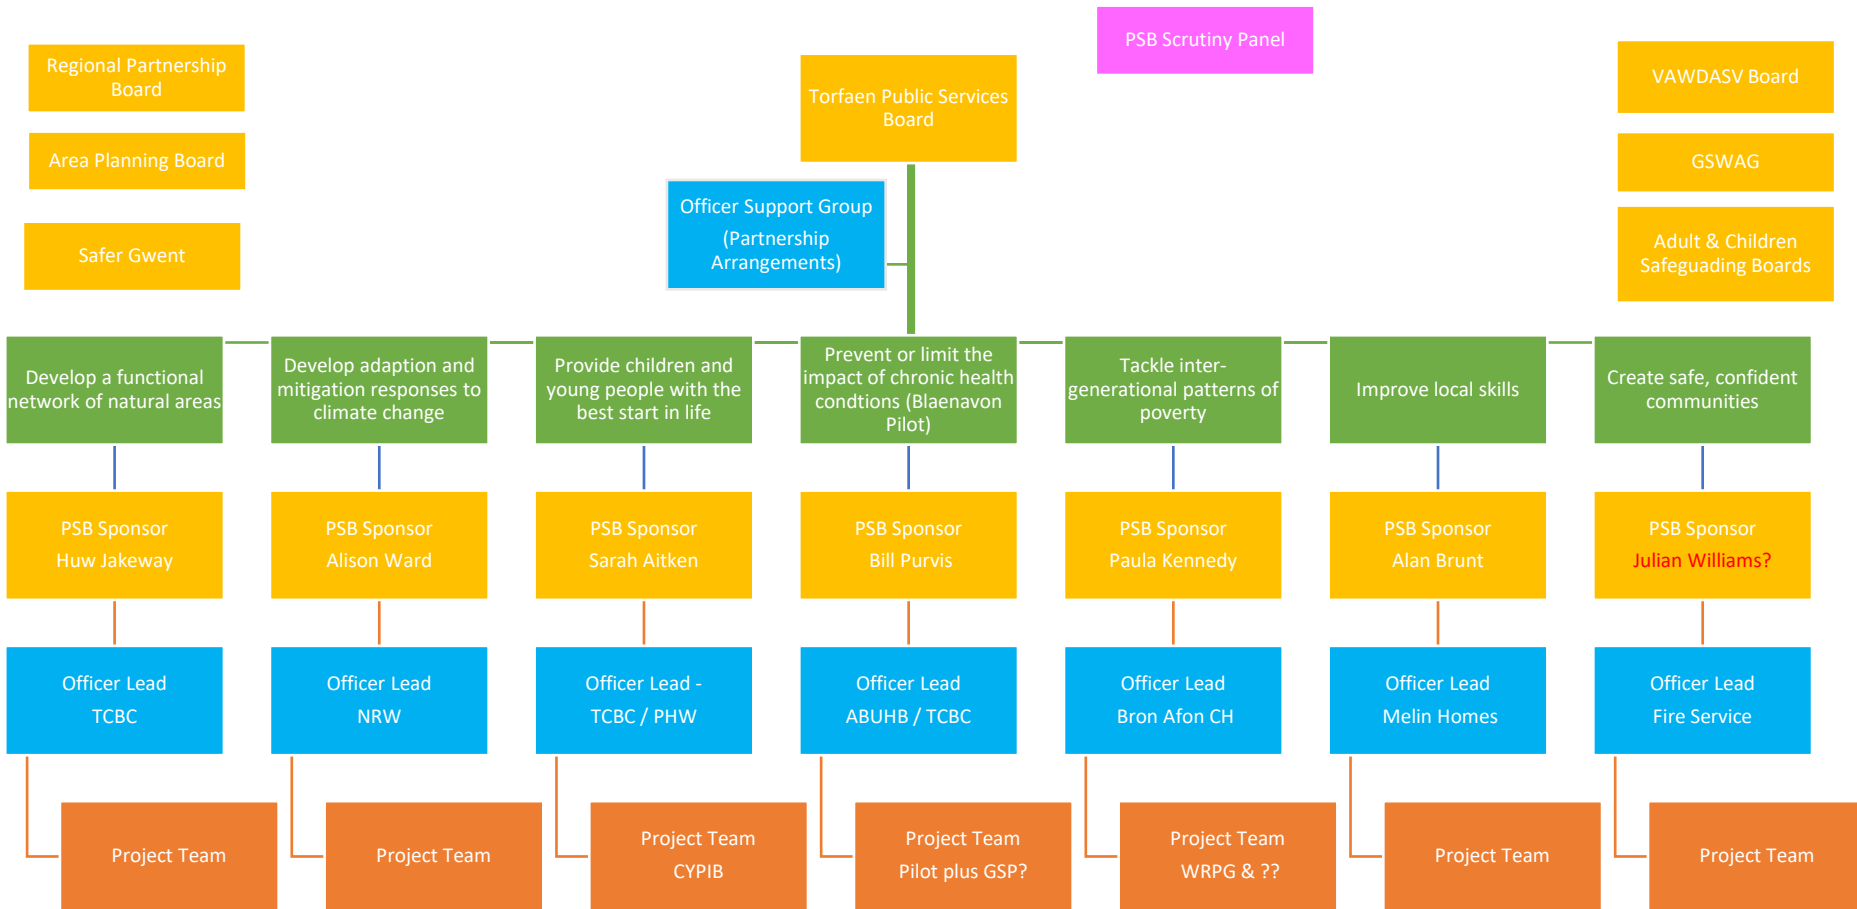 PSB Scrutiny Panel
Regional Partnership
Board
Torfaen Public Services
Board
VAWDASV Board
Area Planning Board
GSWAG
Officer Support Group
(Partnership
Arrangements)
Safer Gwent
Adult & Children
Safeguading Boards
Develop a functional
network of natural areas
Develop adaption and
mitigation responses to
climate change
Provide children and
young people with the
best start in life
Prevent or limit the
impact of chronic health
condtions (Blaenavon
Pilot)
Tackle inter-
generational patterns of
poverty
Improve local skills
Create safe, confident
communities
PSB Sponsor
Huw Jakeway
PSB Sponsor
Alison Ward
PSB Sponsor
Sarah Aitken
PSB Sponsor
Bill Purvis
PSB Sponsor
Paula Kennedy
PSB Sponsor
Alan Brunt
PSB Sponsor
Julian Williams?
Officer Lead
TCBC
Officer Lead
NRW
Officer Lead -
TCBC / PHW
Officer Lead
ABUHB / TCBC
Officer Lead
Bron Afon CH
Officer Lead
Melin Homes
Officer Lead
Fire Service
Project Team
Project Team
Project Team
CYPIB
Project Team
Pilot plus GSP?
Project Team
WRPG & ??
Project Team
Project Team